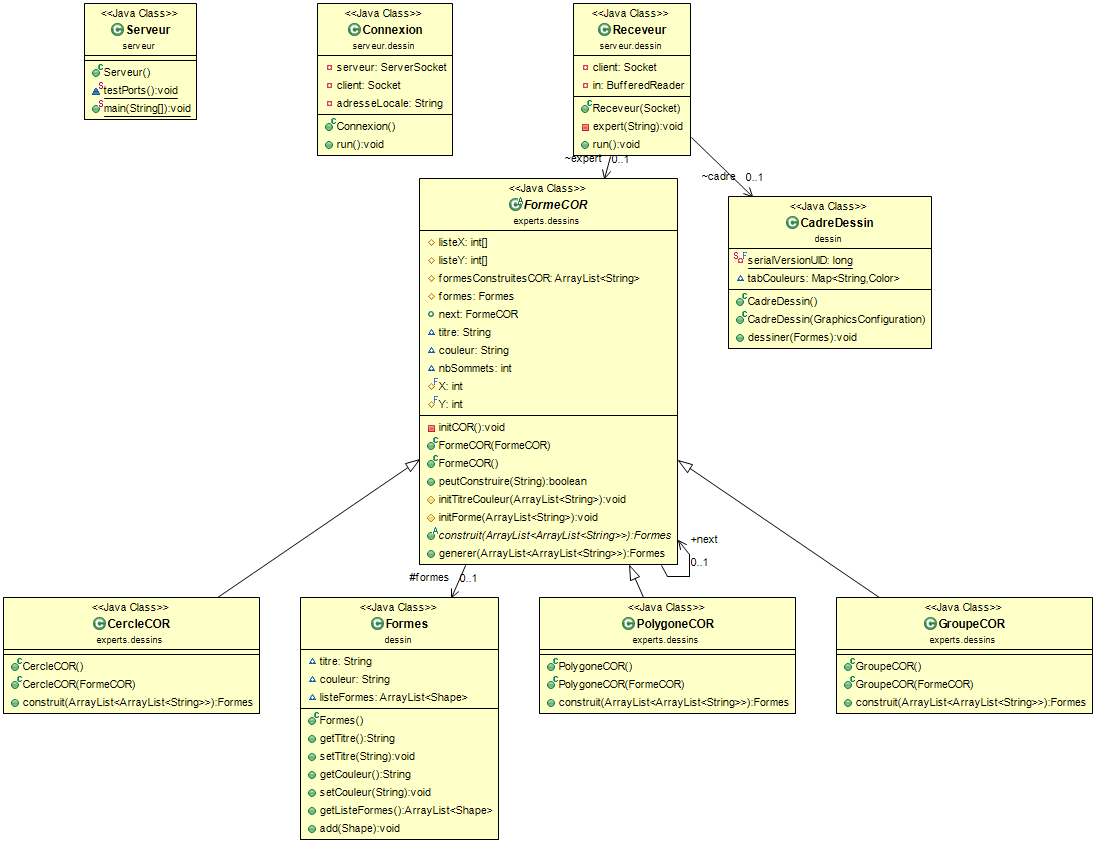 <<Java Class>>
Serveur
serveur
Serveur()
testPorts():void
main(String[]):void
<<Java Class>>
Connexion
serveur.dessin
serveur: ServerSocket
client: Socket
adresseLocale: String
Connexion()
run():void
<<Java Class>>
Receveur
serveur.dessin
client: Socket
in: BufferedReader
Receveur(Socket)
expert(String):void
run():void
~expert
0..1
~cadre
0..1
<<Java Class>>
FormeCOR
experts.dessins
listeX: int[]
listeY: int[]
formesConstruitesCOR: ArrayList<String>
formes: Formes
next: FormeCOR
titre: String
couleur: String
nbSommets: int
X: int
Y: int
initCOR():void
FormeCOR(FormeCOR)
FormeCOR()
peutConstruire(String):boolean
initTitreCouleur(ArrayList<String>):void
initForme(ArrayList<String>):void
construit(ArrayList<ArrayList<String>>):Formes
generer(ArrayList<ArrayList<String>>):Formes
<<Java Class>>
CadreDessin
dessin
serialVersionUID: long
tabCouleurs: Map<String,Color>
CadreDessin()
CadreDessin(GraphicsConfiguration)
dessiner(Formes):void
+next
0..1
#formes
0..1
<<Java Class>>
CercleCOR
experts.dessins
CercleCOR()
CercleCOR(FormeCOR)
construit(ArrayList<ArrayList<String>>):Formes
<<Java Class>>
Formes
dessin
titre: String
couleur: String
listeFormes: ArrayList<Shape>
Formes()
getTitre():String
setTitre(String):void
getCouleur():String
setCouleur(String):void
getListeFormes():ArrayList<Shape>
add(Shape):void
<<Java Class>>
PolygoneCOR
experts.dessins
PolygoneCOR()
PolygoneCOR(FormeCOR)
construit(ArrayList<ArrayList<String>>):Formes
<<Java Class>>
GroupeCOR
experts.dessins
GroupeCOR()
GroupeCOR(FormeCOR)
construit(ArrayList<ArrayList<String>>):Formes